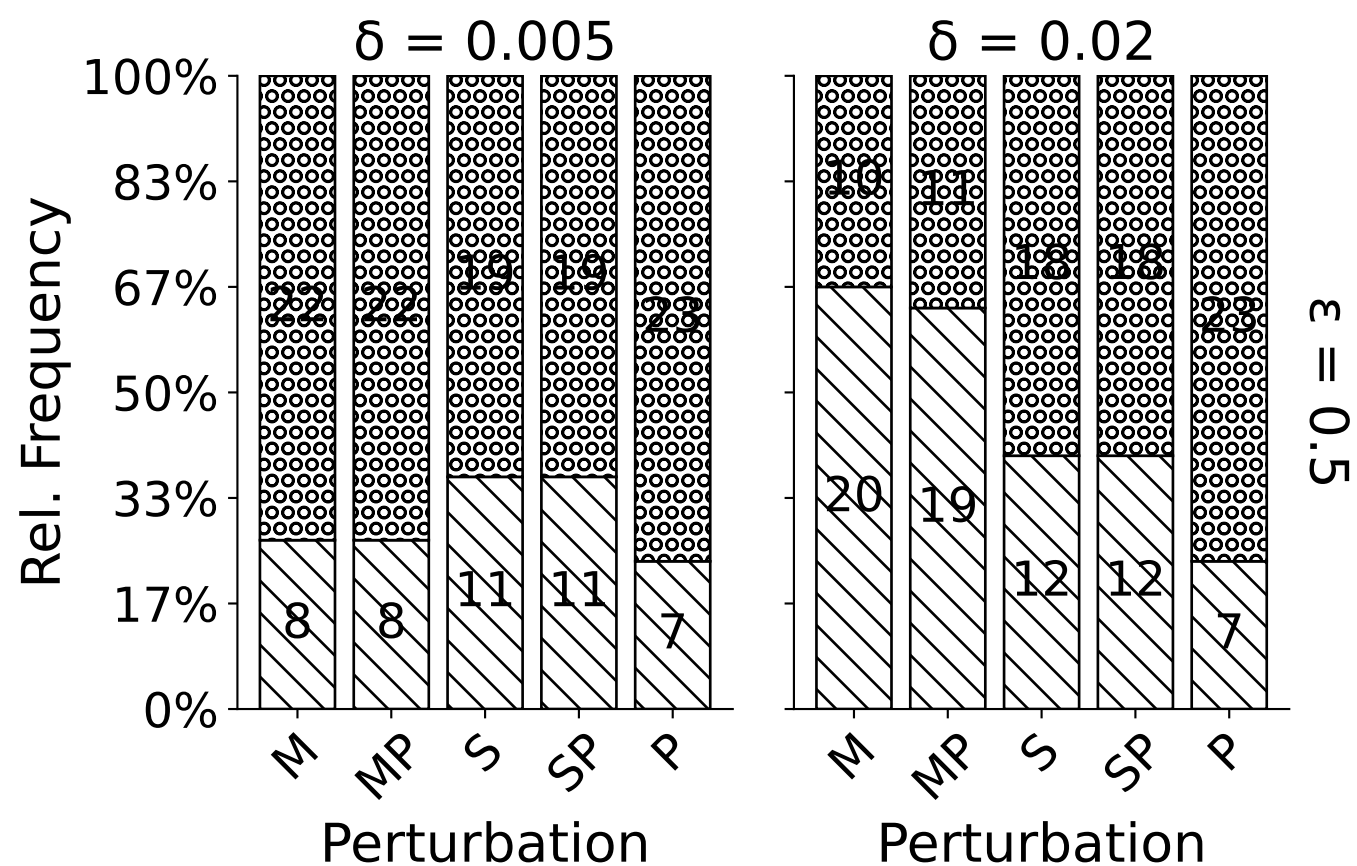 δ = 0.005
δ = 0.02
100%
83%
67%
50%
33%
17%
0%
Rel. Frequency
22
22
19
19
23
8
8
11
11
7
10
11
18
18
23
20
19
12
12
7
ε = 0.5
M
MP
S
SP
P
M
MP
S
SP
P
Perturbation
Perturbation